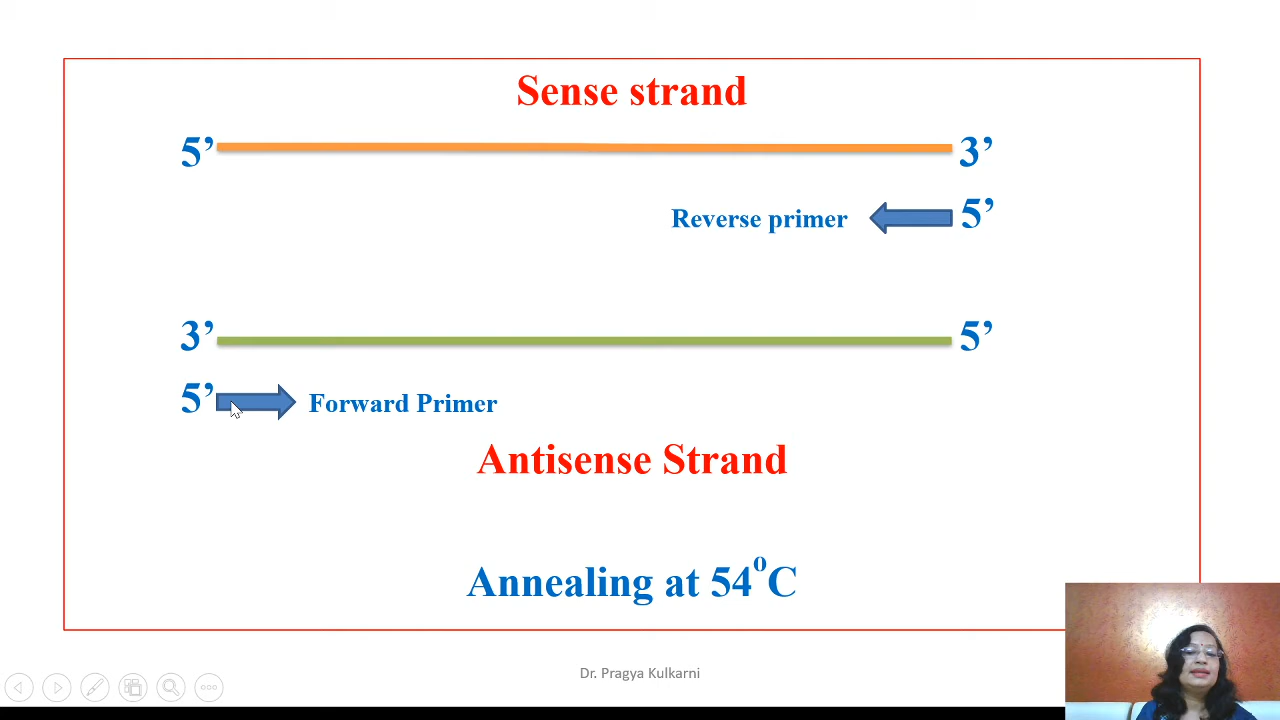 Sense strand
5’ 3’
Reverse primer 5’
3’ 5’
5’ Forward Primer
Antisense Strand
Annealing at 54oC
Dr. Pragya Kulkarni